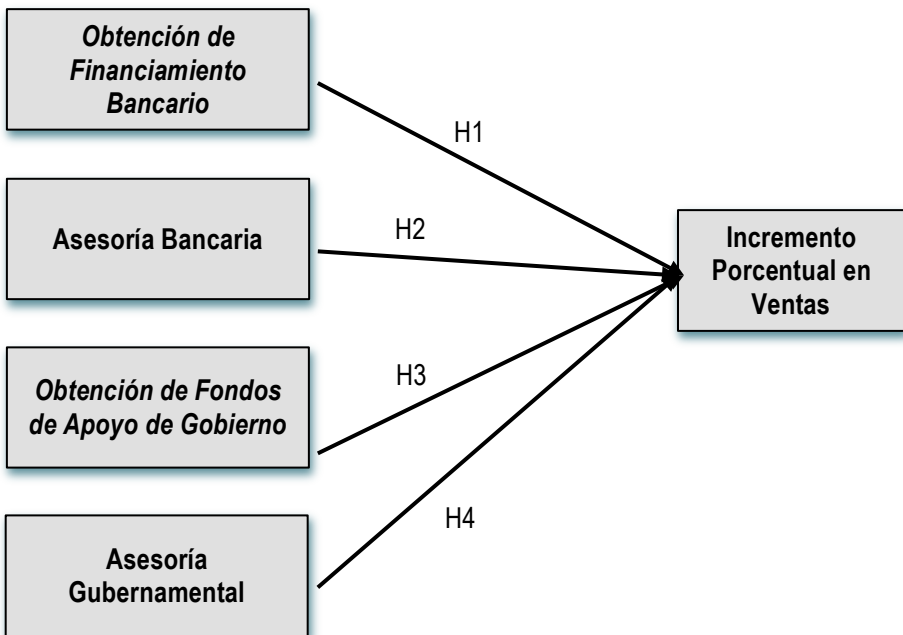 Obtención de
Financiamiento
Bancario
H1
Asesoría Bancaria
H2
Incremento
Porcentual en
Ventas
Obtención de Fondos
de Apoyo de Gobierno
H3
H4
Asesoría
Gubernamental